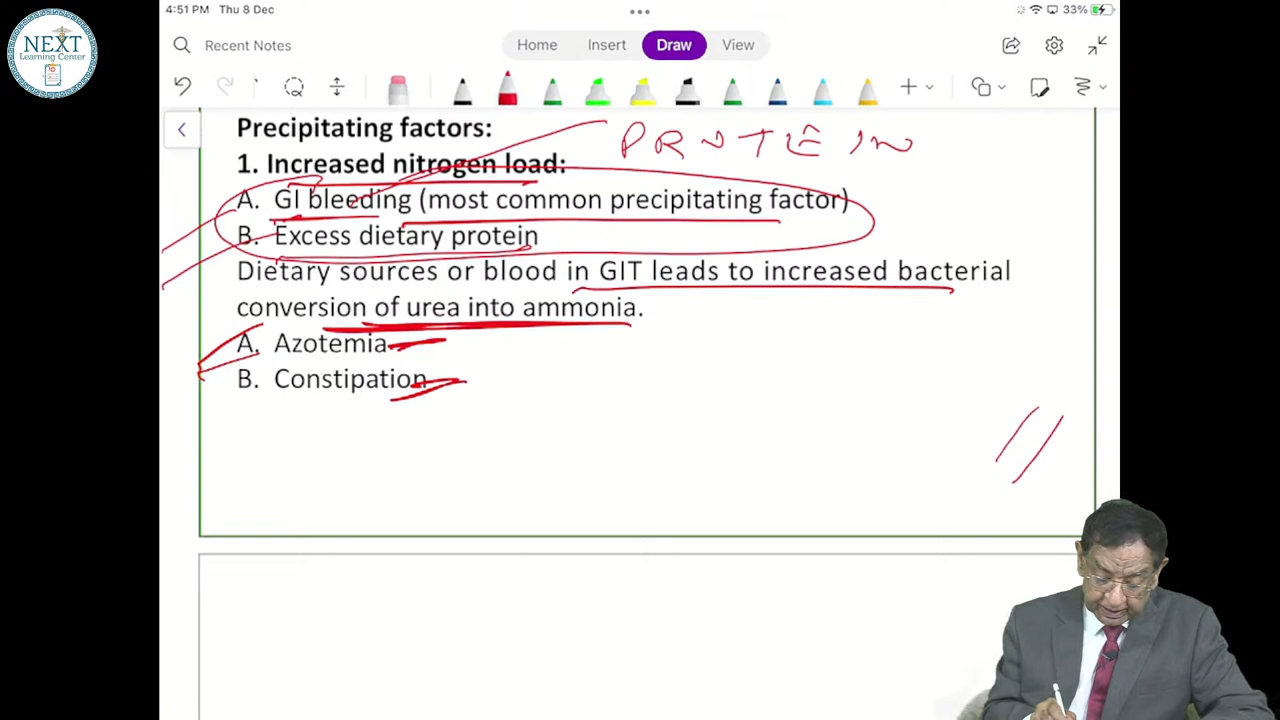 4:51 PM Thu 8 Dec
33%
NEXT
Learning Center
Recent Notes
Home Insert Draw View
Precipitating factors:
PROTEIN
1. Increased nitrogen load:
A. GI bleeding (most common precipitating factor)
B. Excess dietary protein
Dietary sources or blood in GIT leads to increased bacterial
conversion of urea into ammonia.
A. Azotemia
B. Constipation